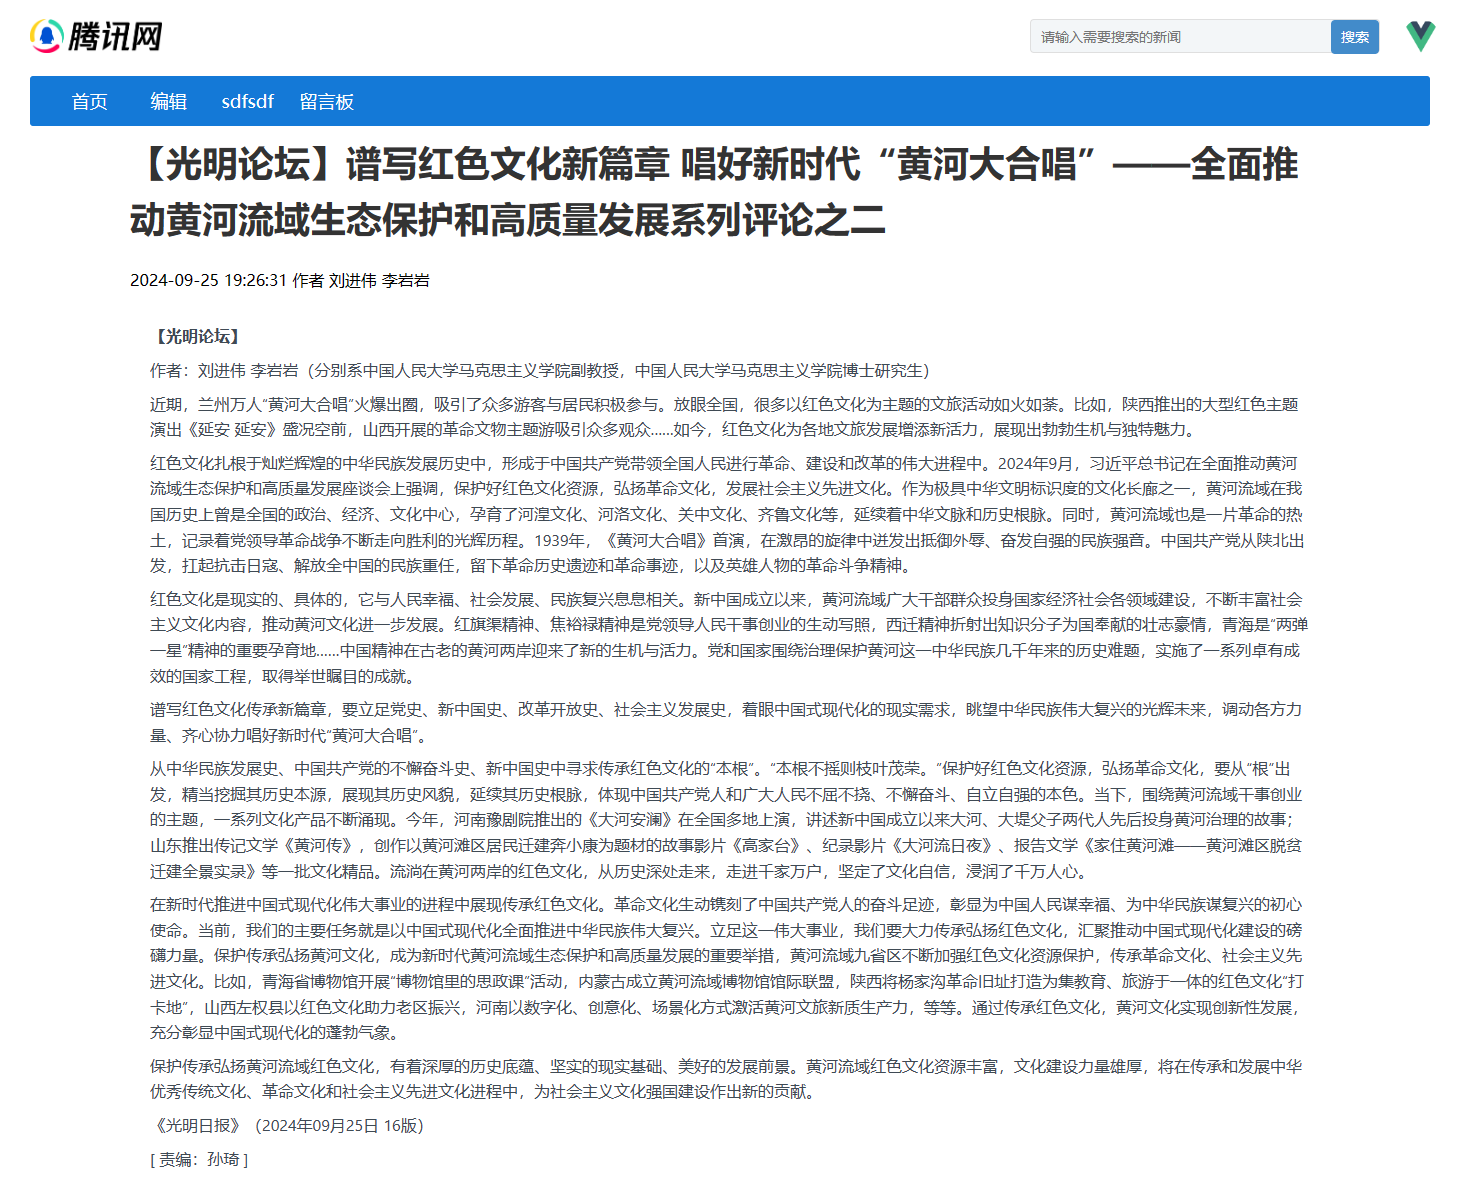 腾讯网
请输入需要搜索的新闻 搜索
首页 编辑 sdfsdf 留言板
【光明论坛】谱写红色文化新篇章 唱好新时代“黄河大合唱”——全面推
动黄河流域生态保护和高质量发展系列评论之二
2024-09-25 19:26:31 作者 刘进伟 李岩岩
【光明论坛】
作者：刘进伟 李岩岩（分别系中国人民大学马克思主义学院副教授，中国人民大学马克思主义学院博士研究生）
近期，兰州万人“黄河大合唱”火爆出圈，吸引了众多游客与居民积极参与。放眼全国，很多以红色文化为主题的文旅活动如火如荼。比如，陕西推出的大型红色主题
演出《延安 延安》盛况空前，山西开展的革命文物主题游吸引众多观众......如今，红色文化为各地文旅发展增添新活力，展现出勃勃生机与独特魅力。
红色文化扎根于灿烂辉煌的中华民族发展历史中，形成于中国共产党带领全国人民进行革命、建设和改革的伟大进程中。2024年9月，习近平总书记在全面推动黄河
流域生态保护和高质量发展座谈会上强调，保护好红色文化资源，弘扬革命文化，发展社会主义先进文化。作为极具中华文明标识度的文化长廊之一，黄河流域在我
国历史上曾是全国的政治、经济、文化中心，孕育了河湟文化、河洛文化、关中文化、齐鲁文化等，延续着中华文脉和历史根脉。同时，黄河流域也是一片革命的热
土，记录着党领导革命战争不断走向胜利的光辉历程。1939年，《黄河大合唱》首演，在激昂的旋律中迸发出抵御外辱、奋发自强的民族强音。中国共产党从陕北出
发，扛起抗击日寇、解放全中国的民族重任，留下革命历史遗迹和革命事迹，以及英雄人物的革命斗争精神。
红色文化是现实的、具体的，它与人民幸福、社会发展、民族复兴息息相关。新中国成立以来，黄河流域广大干部群众投身国家经济社会各领域建设，不断丰富社会
主义文化内容，推动黄河文化进一步发展。红旗渠精神、焦裕禄精神是党领导人民干事创业的生动写照，西迁精神折射出知识分子为国奉献的壮志豪情，青海是“两弹
一星”精神的重要孕育地......中国精神在古老的黄河两岸迎来了新的生机与活力。党和国家围绕治理保护黄河这一中华民族几千年来的历史难题，实施了一系列卓有成
效的国家工程，取得举世瞩目的成就。
谱写红色文化传承新篇章，要立足党史、新中国史、改革开放史、社会主义发展史，着眼中国式现代化的现实需求，眺望中华民族伟大复兴的光辉未来，调动各方力
量、齐心协力唱好新时代“黄河大合唱”。
从中华民族发展史、中国共产党的不懈奋斗史、新中国史中寻求传承红色文化的“本根”。“本根不摇则枝叶茂荣。”保护好红色文化资源，弘扬革命文化，要从“根”出
发，精当挖掘其历史本源，展现其历史风貌，延续其历史根脉，体现中国共产党人和广大人民不屈不挠、不懈奋斗、自立自强的本色。当下，围绕黄河流域干事创业
的主题，一系列文化产品不断涌现。今年，河南豫剧院推出的《大河安澜》在全国多地上演，讲述新中国成立以来大河、大堤父子两代人先后投身黄河治理的故事；
山东推出传记文学《黄河传》，创作以黄河滩区居民迁建奔小康为题材的故事影片《高家台》、纪录影片《大河流日夜》、报告文学《家住黄河滩——黄河滩区脱贫
迁建全景实录》等一批文化精品。流淌在黄河两岸的红色文化，从历史深处走来，走进千家万户，坚定了文化自信，浸润了千万人心。
在新时代推进中国式现代化伟大事业的进程中展现传承红色文化。革命文化生动镌刻了中国共产党人的奋斗足迹，彰显为中国人民谋幸福、为中华民族谋复兴的初心
使命。当前，我们的主要任务就是以中国式现代化全面推进中华民族伟大复兴。立足这一伟大事业，我们要大力传承弘扬红色文化，汇聚推动中国式现代化建设的磅
礴力量。保护传承弘扬黄河文化，成为新时代黄河流域生态保护和高质量发展的重要举措，黄河流域九省区不断加强红色文化资源保护，传承革命文化、社会主义先
进文化。比如，青海省博物馆开展“博物馆里的思政课”活动，内蒙古成立黄河流域博物馆馆际联盟，陕西将杨家沟革命旧址打造为集教育、旅游于一体的红色文化“打
卡地”，山西左权县以红色文化助力老区振兴，河南以数字化、创意化、场景化方式激活黄河文旅新质生产力，等等。通过传承红色文化，黄河文化实现创新性发展，
充分彰显中国式现代化的蓬勃气象。
保护传承弘扬黄河流域红色文化，有着深厚的历史底蕴、坚实的现实基础、美好的发展前景。黄河流域红色文化资源丰富，文化建设力量雄厚，将在传承和发展中华
优秀传统文化、革命文化和社会主义先进文化进程中，为社会主义文化强国建设作出新的贡献。
《光明日报》（2024年09月25日 16版）
[ 责编：孙琦 ]